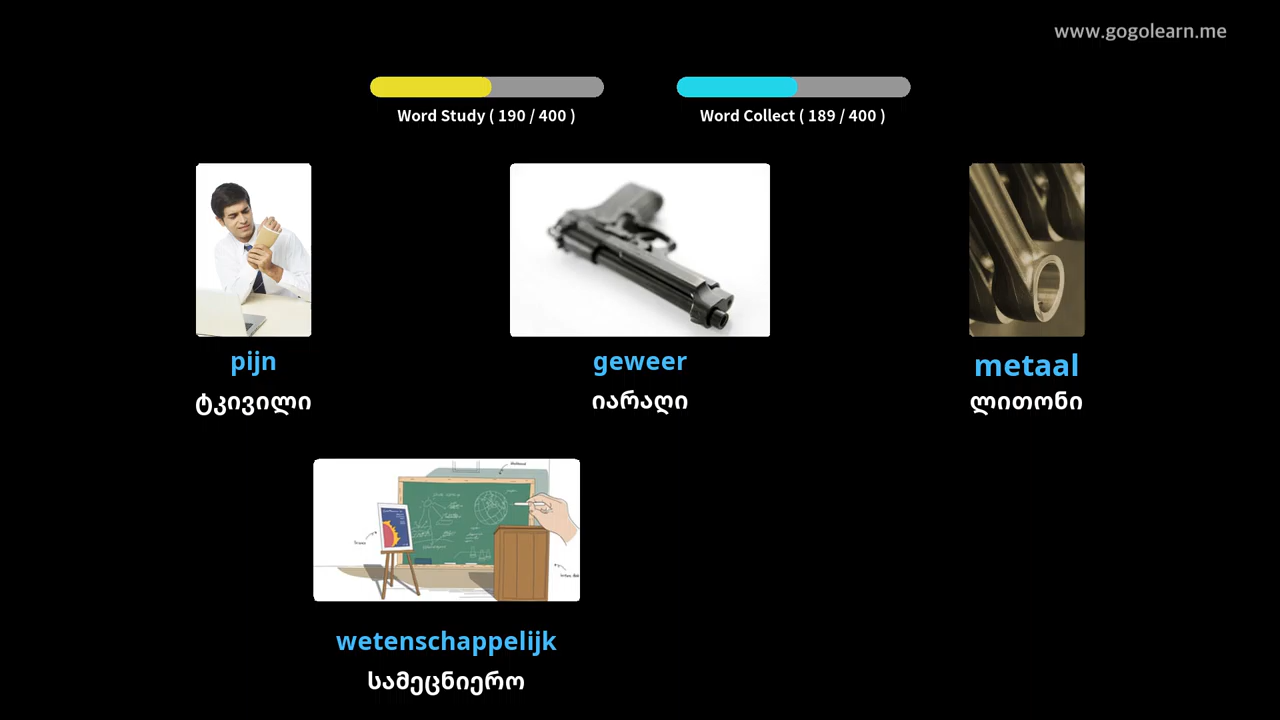 www.gogolearn.me
Word Study ( 190 / 400 )
Word Collect ( 189 / 400 )
pijn
geweer
metaal
ტკივილი
იარაღი
ლითონი
wetenschappelijk
სამეცნიერო